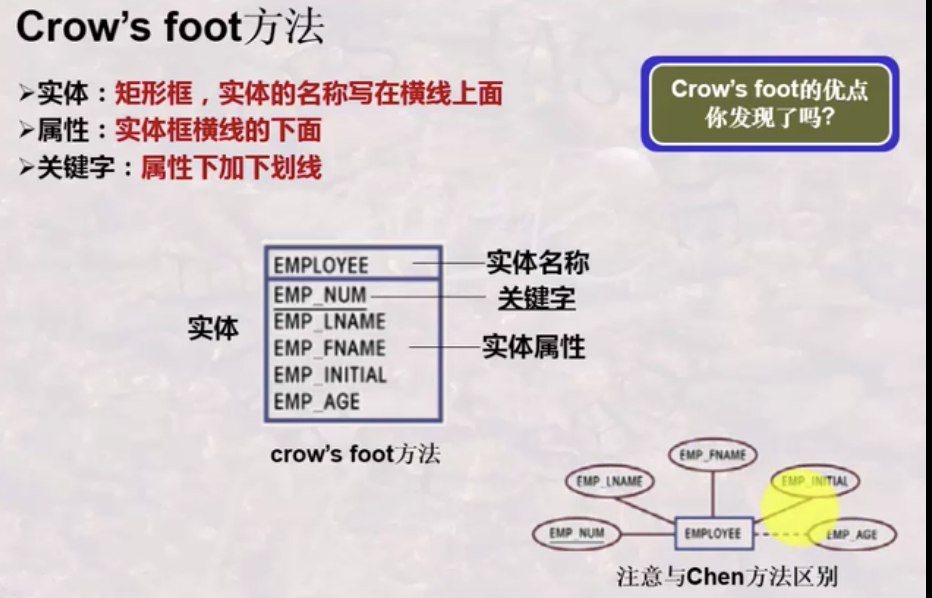 Crow's foot方法
➢实体：矩形框，实体的名称写在横线上面
➢属性：实体框横线的下面
➢关键字：属性下加下划线
Crow's foot的优点
你发现了吗?
实体
EMPLOYEE
EMP_NUM
EMP_LNAME
EMP_FNAME
EMP_INITIAL
EMP_AGE
实体名称
关键字
实体属性
crow's foot方法
EMP_FNAME
EMP_LNAME
EMP_INITIAL
EMP_NUM
EMPLOYEE
EMP_AGE
注意与Chen方法区别